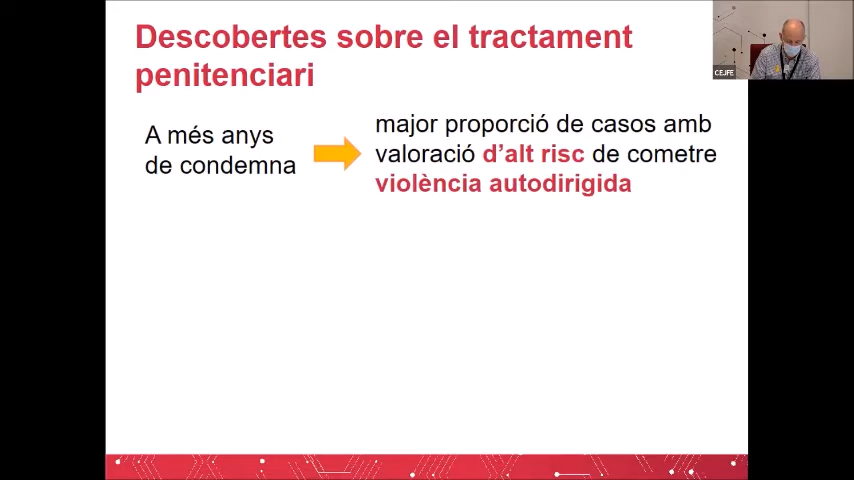 Descobertes sobre el tractament
penitenciari
A més anys
de condemna
major proporció de casos amb
valoració d'alt risc de cometre
violència autodirigida
CEJFE